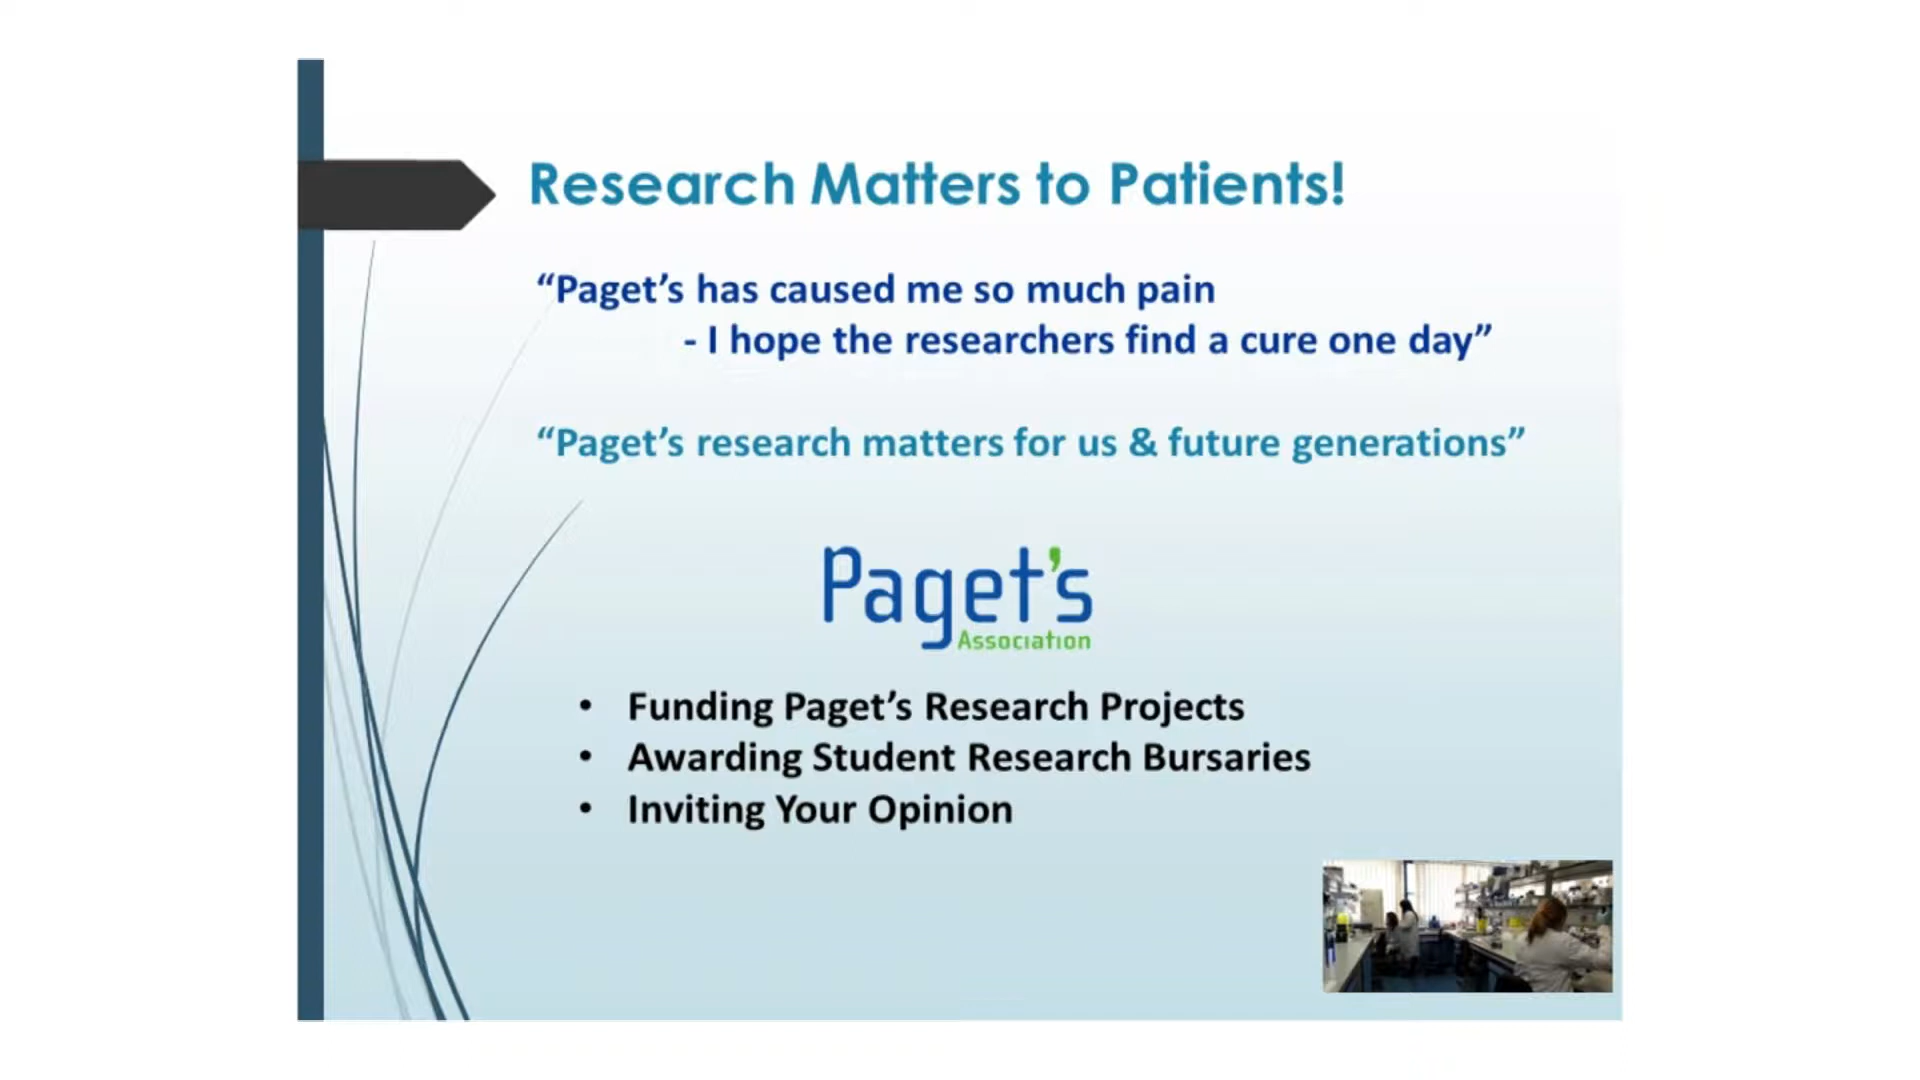 Research Matters to Patients!
“Paget’s has caused me so much pain
- I hope the researchers find a cure one day”
“Paget’s research matters for us & future generations”
Paget’s
Association
• Funding Paget’s Research Projects
• Awarding Student Research Bursaries
• Inviting Your Opinion